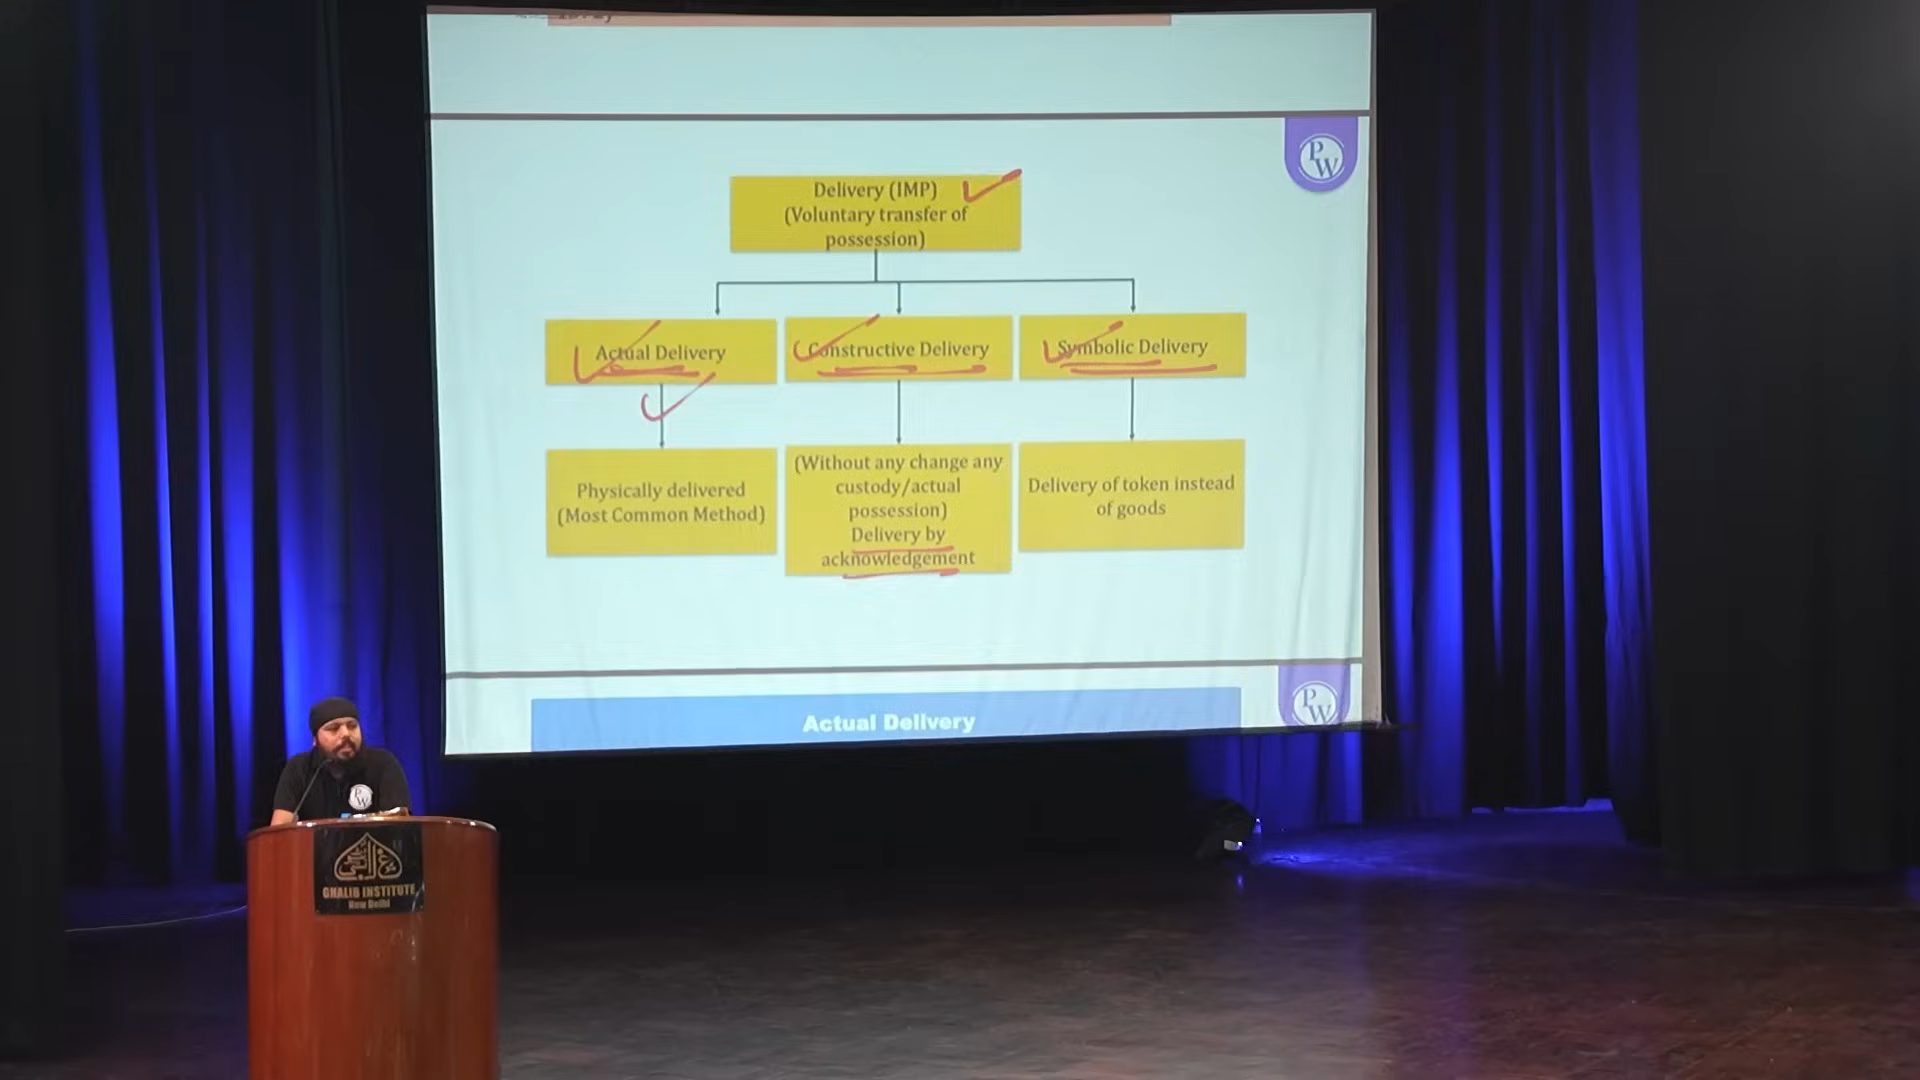 P
W
Delivery (IMP)
(Voluntary transfer of
possession)
Actual Delivery
Constructive Delivery
Symbolic Delivery
Physically delivered
(Most Common Method)
(Without any change any
custody/actual
possession)
Delivery by
acknowledgement
Delivery of token instead
of goods
Actual Delivery
P
W
P
W
GHALIB INSTITUTE
New Delhi